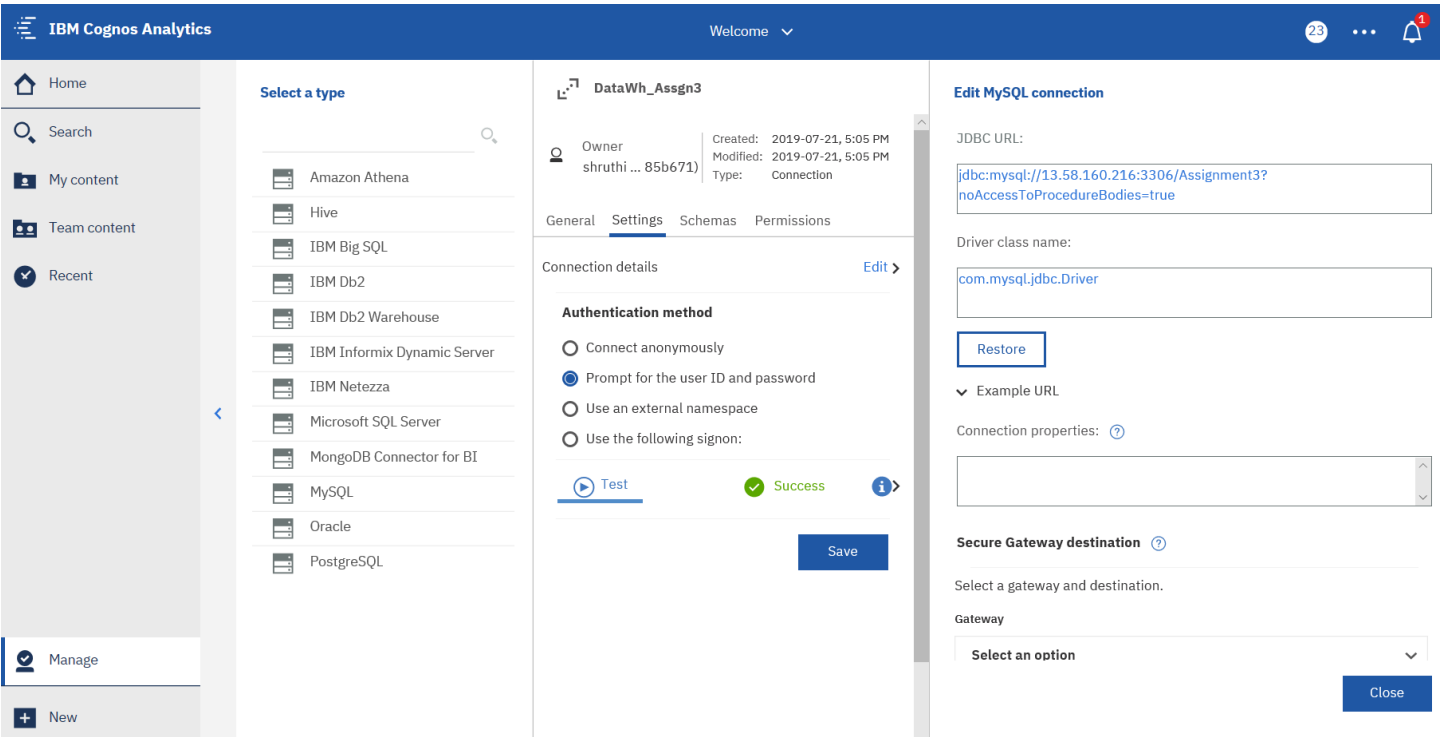 IBM Cognos Analytics
Welcome
23
1
Home
Search
My content
Team content
Recent
Manage
New
Select a type
Amazon Athena
Hive
IBM Big SQL
IBM Db2
IBM Db2 Warehouse
IBM Informix Dynamic Server
IBM Netezza
Microsoft SQL Server
MongoDB Connector for BI
MySQL
Oracle
PostgreSQL
DataWh_Assgn3
Owner
shruthi ... 85b671)
Created: 2019-07-21, 5:05 PM
Modified: 2019-07-21, 5:05 PM
Type: Connection
General Settings Schemas Permissions
Connection details Edit
Authentication method
Connect anonymously
Prompt for the user ID and password
Use an external namespace
Use the following signon:
Test Success
Save
Edit MySQL connection
JDBC URL:
jdbc:mysql://13.58.160.216:3306/Assignment3?
noAccessToProcedureBodies=true
Driver class name:
com.mysql.jdbc.Driver
Restore
Example URL
Connection properties: ?
Secure Gateway destination ?
Select a gateway and destination.
Gateway
Select an option
Close